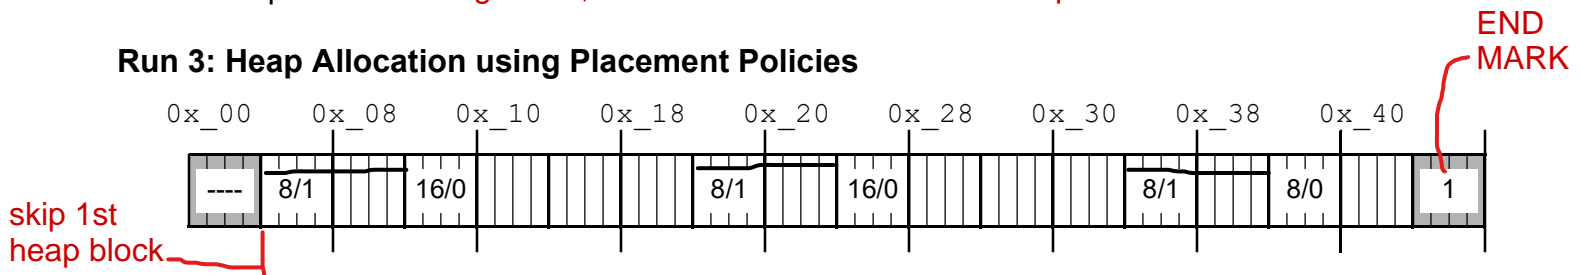 END
MARK
Run 3: Heap Allocation using Placement Policies
0x_00 0x_08 0x_10 0x_18 0x_20 0x_28 0x_30 0x_38 0x_40
---- 8/1 16/0 8/1 16/0 8/1 8/0 1
skip 1st
heap block